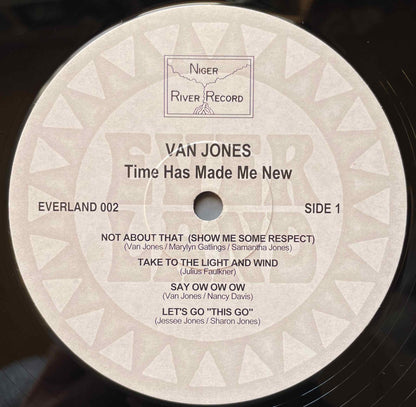 NIGER
RIVER RECORD
VAN JONES
Time Has Made Me New
EVERLAND 002 SIDE 1
NOT ABOUT THAT (SHOW ME SOME RESPECT)
(Van Jones / Marylyn Gatlings / Samantha Jones)
TAKE TO THE LIGHT AND WIND
(Julius Faulkner)
SAY OW OW OW
(Van Jones / Nancy Davis)
LET'S GO "THIS GO"
(Jessee Jones / Sharon Jones)